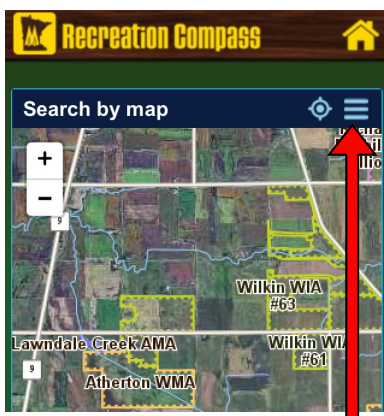 Recreation Compass
Search by map
+
−
9
Wilkin WIA
#63
Lawndale Creek AMA
Wilkin WIA
#61
9
Atherton WMA